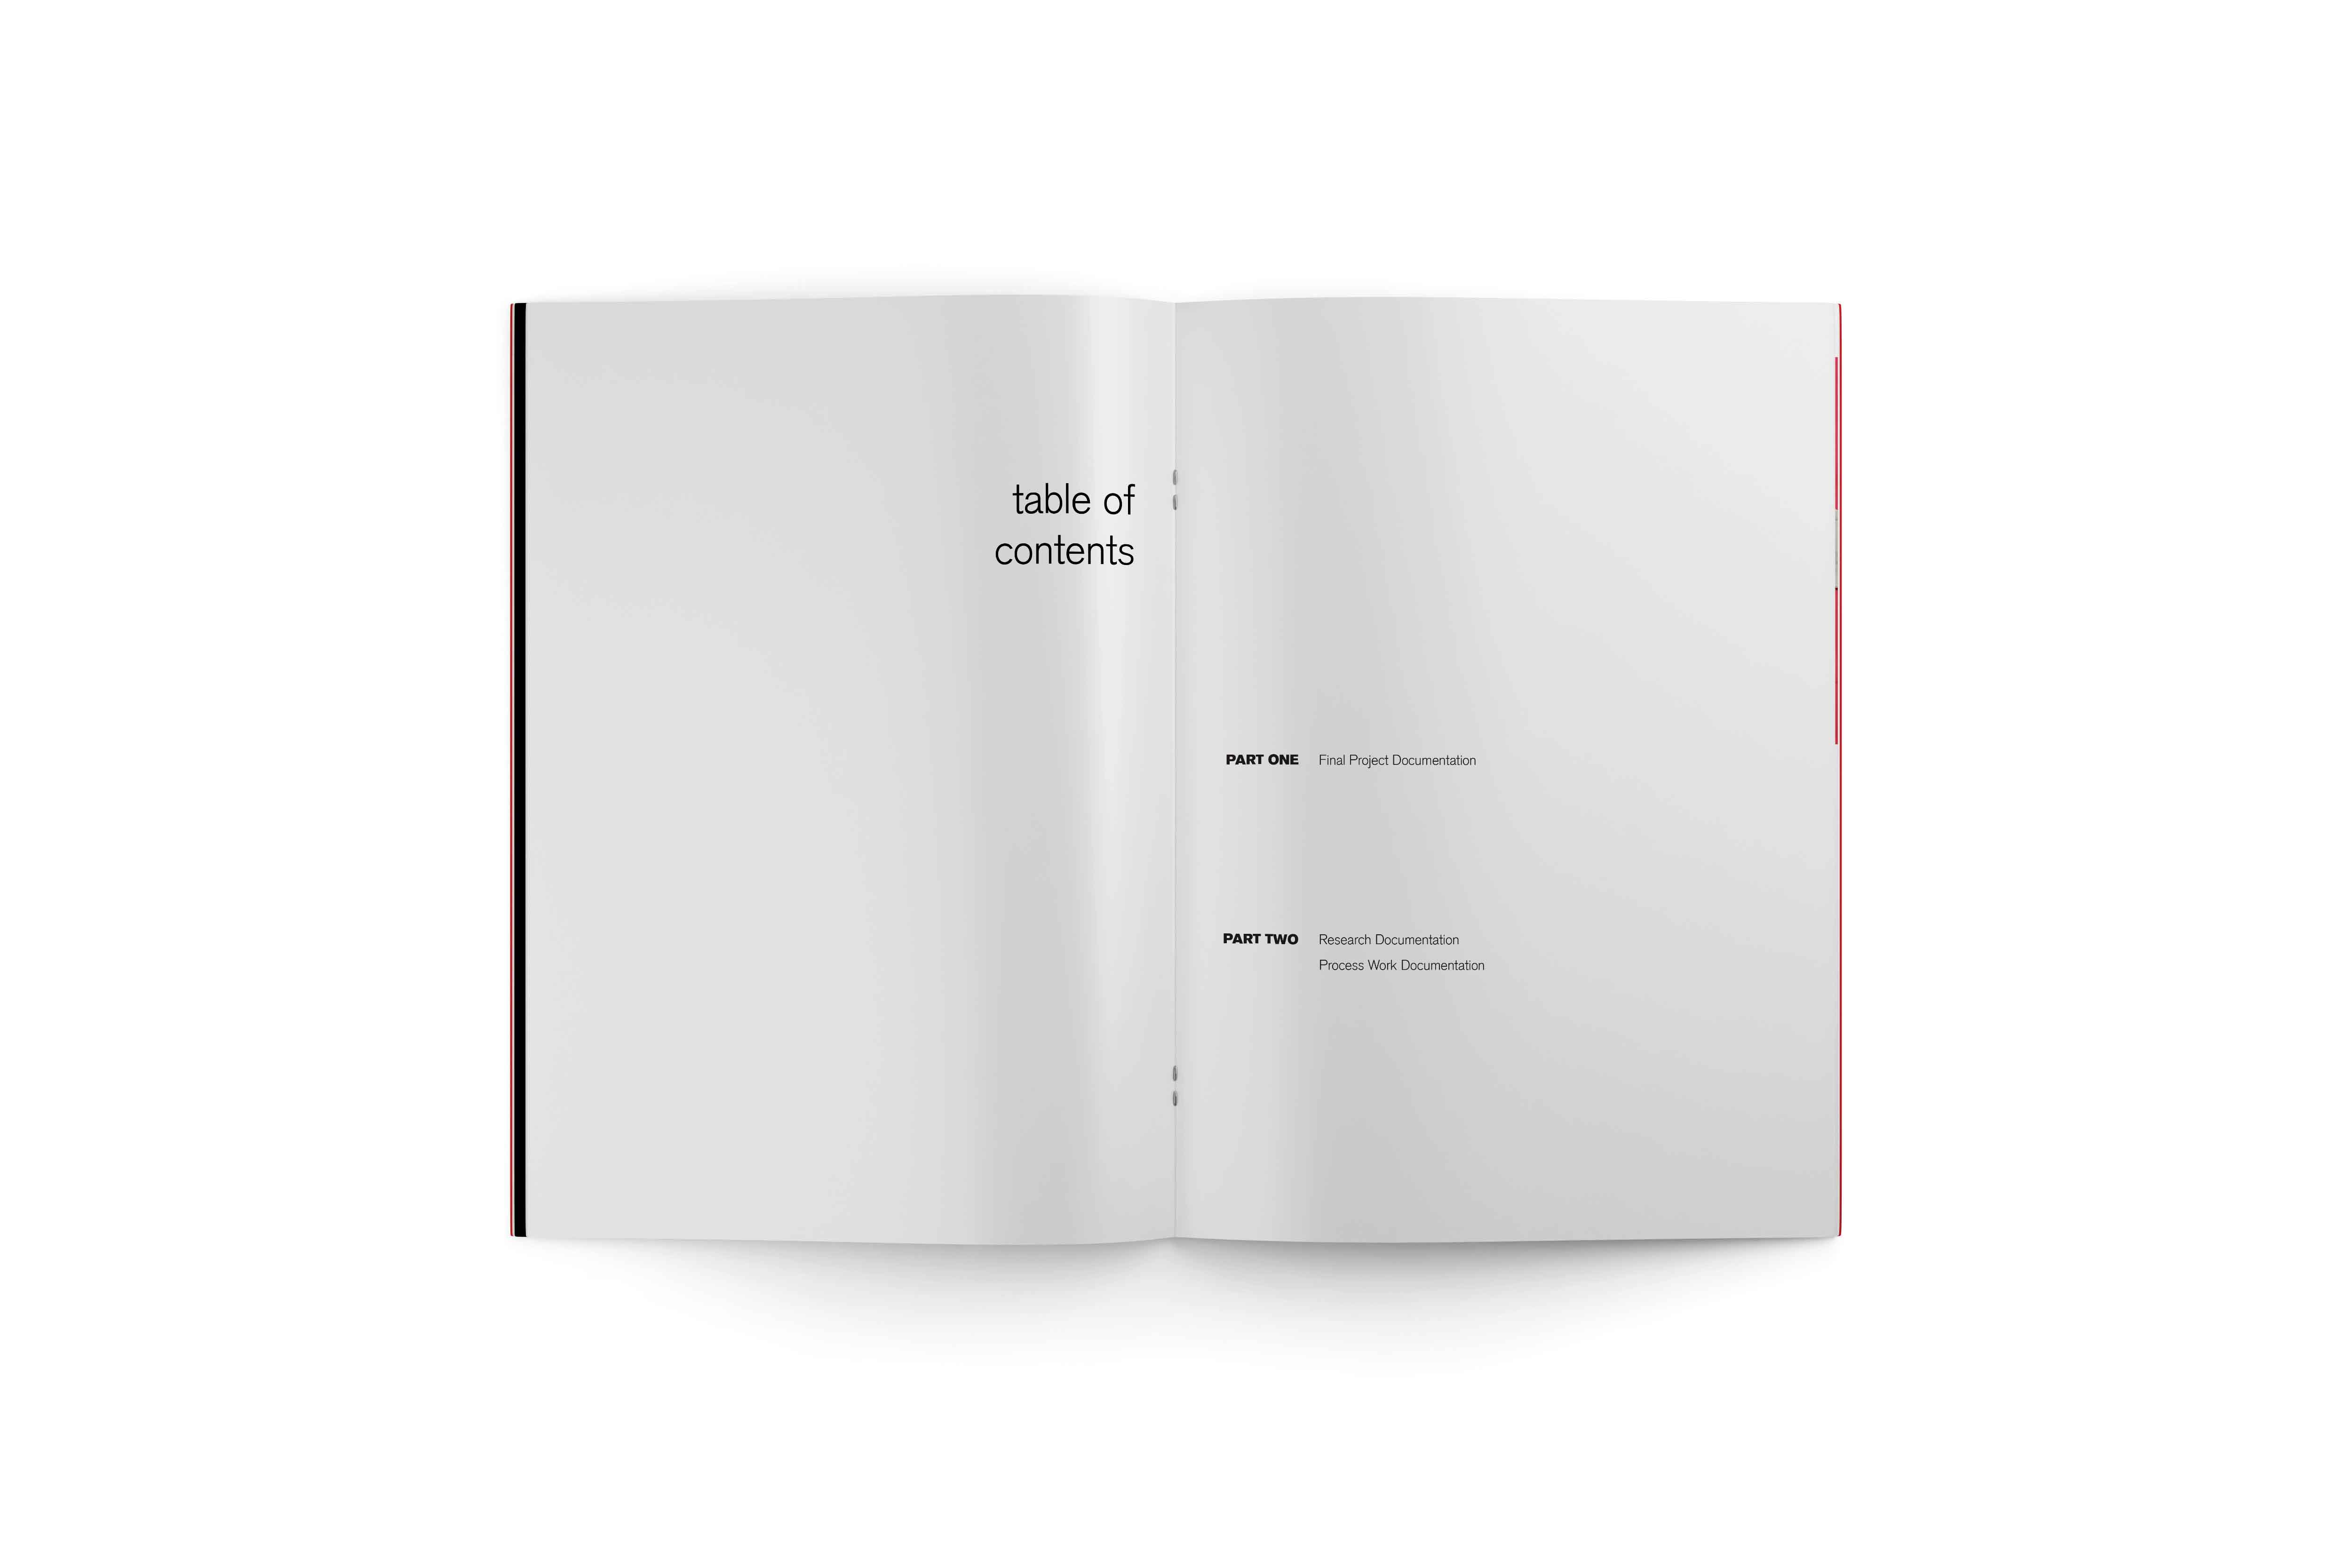 table of
contents
PART ONE Final Project Documentation
PART TWO Research Documentation
Process Work Documentation